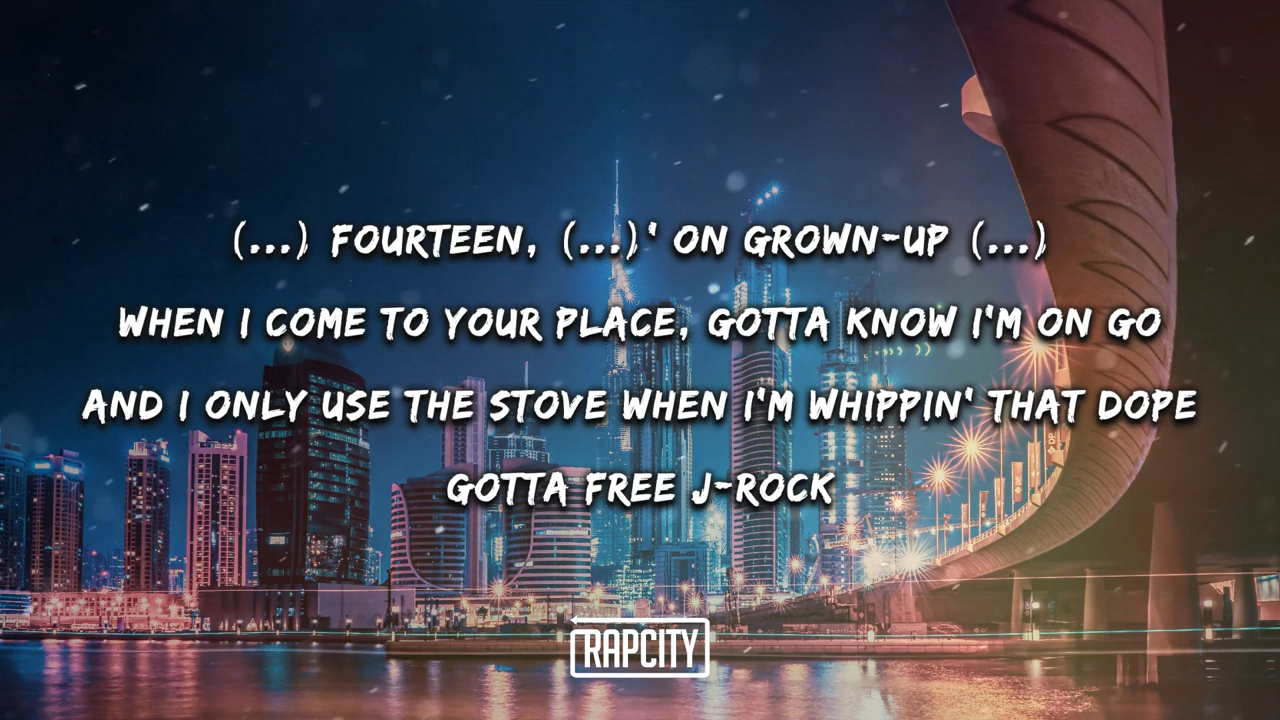 (...) FOURTEEN, (...)' ON GROWN-UP (...)
WHEN I COME TO YOUR PLACE, GOTTA KNOW I'M ON GO
AND I ONLY USE THE STOVE WHEN I'M WHIPPIN' THAT DOPE
GOTTA FREE J-ROCK
RAPCITY